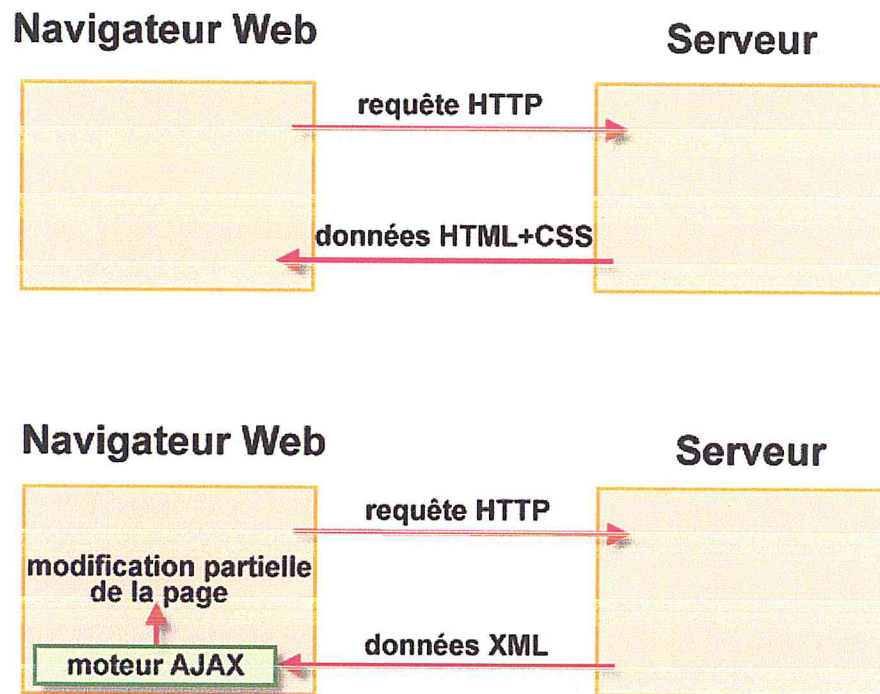 Navigateur Web
Serveur
requête HTTP
données HTML+CSS
Navigateur Web
Serveur
requête HTTP
modification partielle
de la page
données XML
moteur AJAX